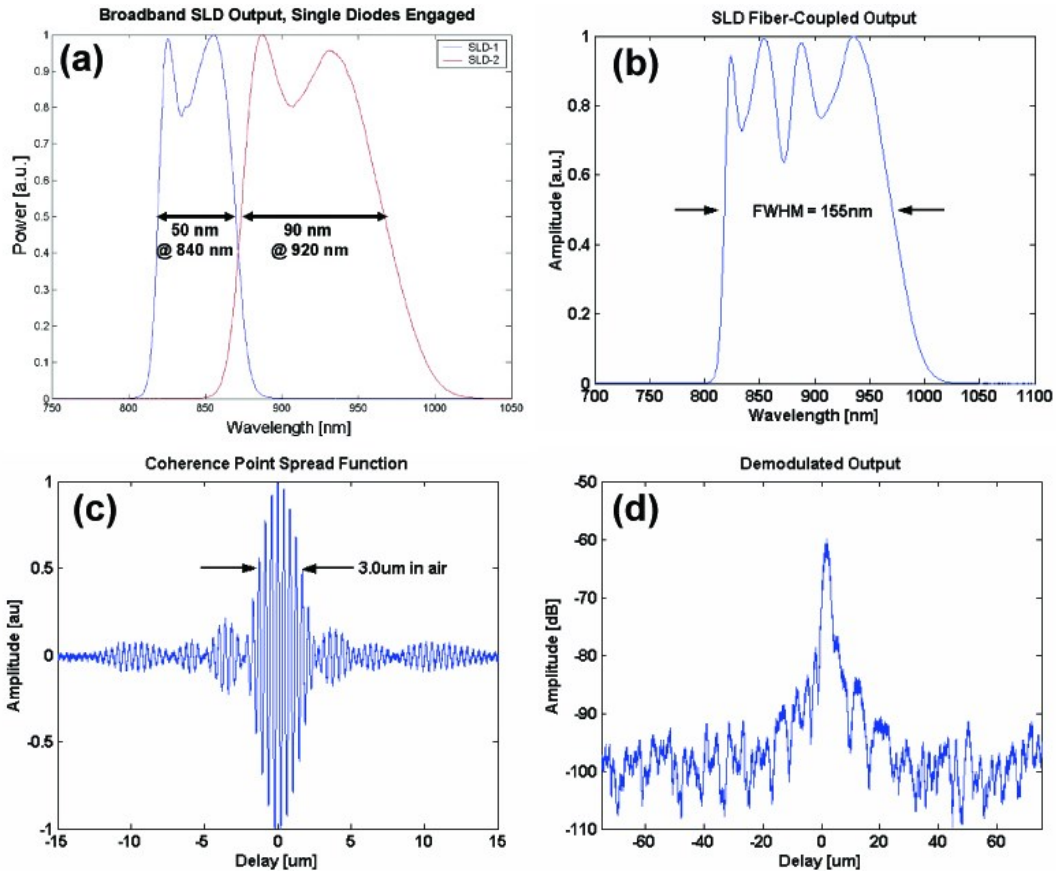 Broadband SLD Output, Single Diodes Engaged
(a)
SLD-1
SLD-2
50 nm
@ 840 nm
90 nm
@ 920 nm
Power [a.u.]
1
0.9
0.8
0.7
0.6
0.5
0.4
0.3
0.2
0.1
0
750 800 850 900 950 1000 1050
Wavelength [nm]
SLD Fiber-Coupled Output
(b)
FWHM = 155nm
Amplitude [a.u.]
1
0.8
0.6
0.4
0.2
0
700 750 800 850 900 950 1000 1050 1100
Wavelength [nm]
Coherence Point Spread Function
(c)
3.0um in air
Amplitude [au]
1
0.5
0
-0.5
-1
-15 -10 -5 0 5 10 15
Delay [um]
Demodulated Output
(d)
Amplitude [dB]
-50
-60
-70
-80
-90
-100
-110
-60 -40 -20 0 20 40 60
Delay [um]